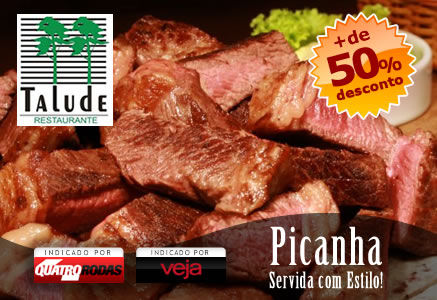 TALUDE
RESTAURANTE
+de
50%
desconto
INDICADO POR
QUATRO RODAS
INDICADO POR
veja
Picanha
Servida com Estilo!